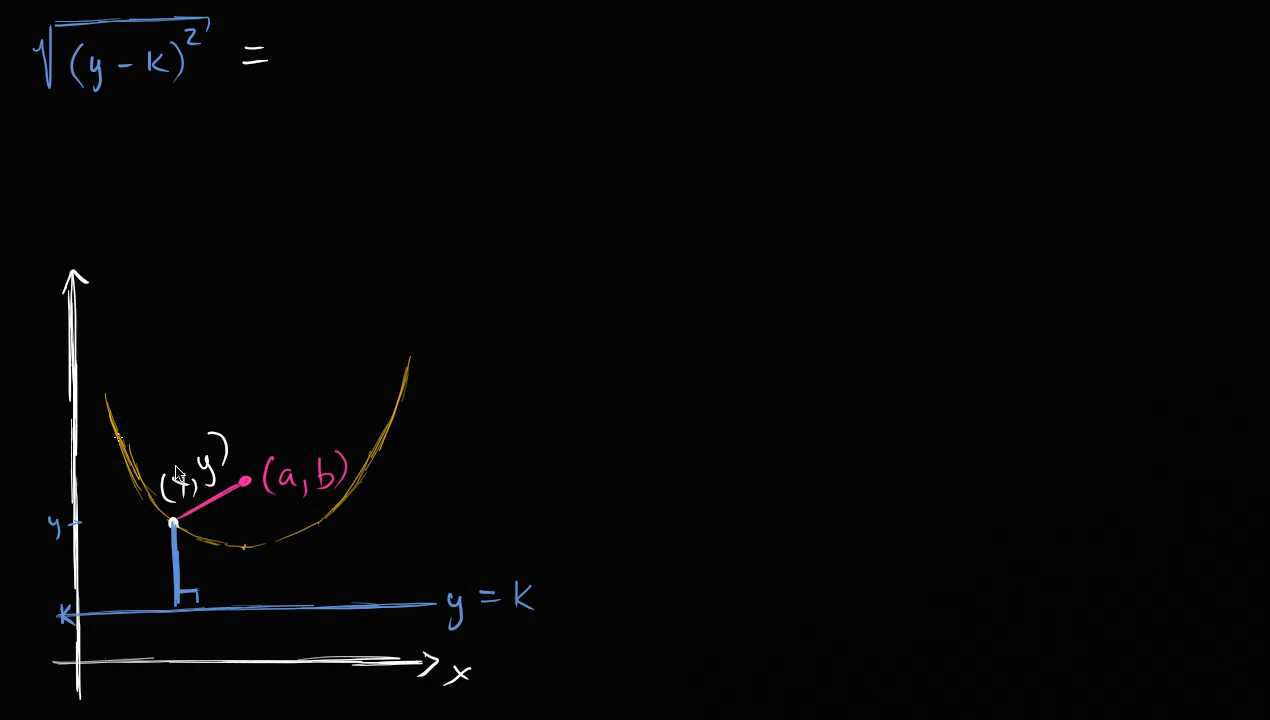 √(y - k)² =
(x, y)
(a, b)
y
k
y = k
x